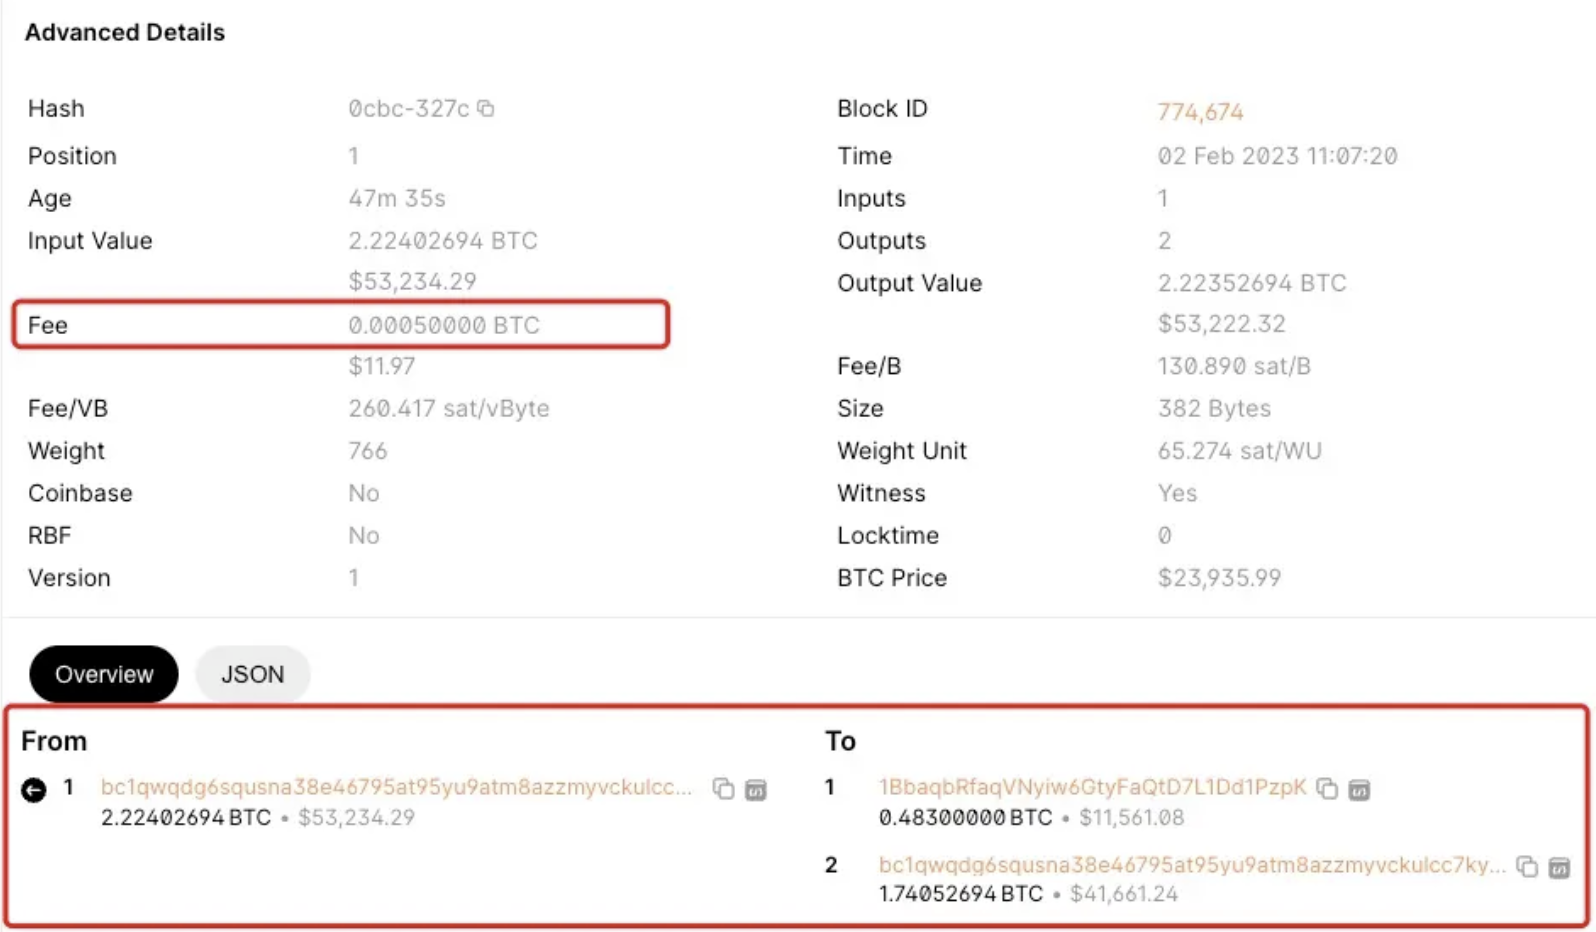 Advanced Details
Hash 0cbc-327c
Block ID 774,674
Position 1
Time 02 Feb 2023 11:07:20
Age 47m 35s
Inputs 1
Input Value 2.22402694 BTC
Outputs 2
$53,234.29
Output Value 2.22352694 BTC
Fee 0.00050000 BTC
$53,222.32
$11.97
Fee/B 130.890 sat/B
Fee/VB 260.417 sat/vByte
Size 382 Bytes
Weight 766
Weight Unit 65.274 sat/WU
Coinbase No
Witness Yes
RBF No
Locktime 0
Version 1
BTC Price $23,935.99
Overview JSON
From
1 bc1qwqdg6squsna38e46795at95yu9atm8azzmyvckulcc...
2.22402694 BTC • $53,234.29
To
1 1BbaqbRfaqVNyiw6GtyFaQtD7L1Dd1PzpK
0.48300000 BTC • $11,561.08
2 bc1qwqdg6squsna38e46795at95yu9atm8azzmyvckulcc7ky...
1.74052694 BTC • $41,661.24